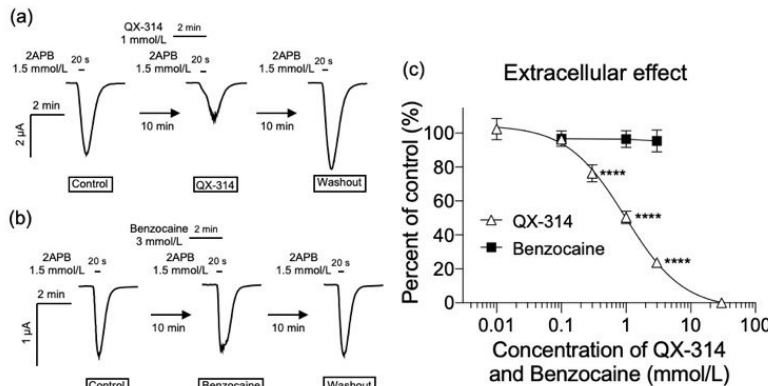 (a)
QX-314 2 min
1 mmol/L
2APB 20 s
1.5 mmol/L
2APB 20 s
1.5 mmol/L
2APB 20 s
1.5 mmol/L
2 min
2 µA
10 min
10 min
Control
QX-314
Washout
(b)
Benzocaine 2 min
3 mmol/L
2APB 20 s
1.5 mmol/L
2APB 20 s
1.5 mmol/L
2APB 20 s
1.5 mmol/L
2 min
1 µA
10 min
10 min
Control
Benzocaine
Washout
(c)
Extracellular effect
Percent of control (%)
100
80
60
40
20
0
****
****
****
QX-314
Benzocaine
0.01 0.1 1 10 100
Concentration of QX-314
and Benzocaine (mmol/L)